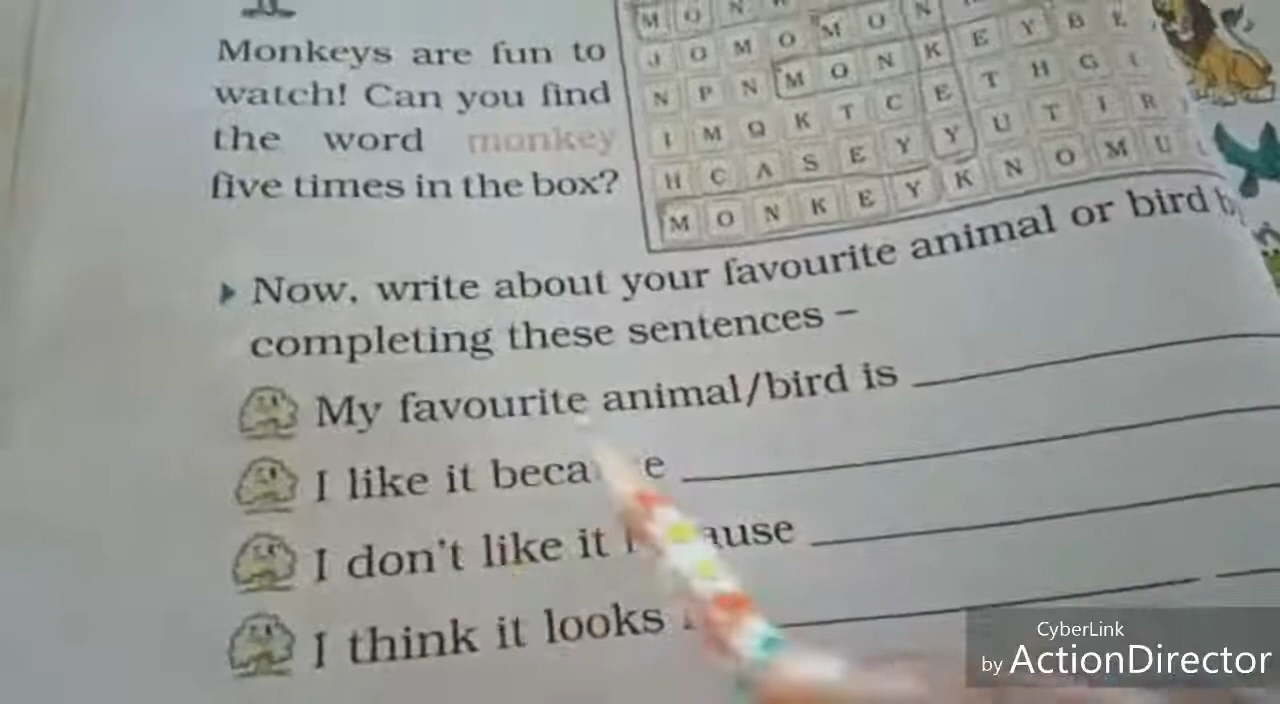 Monkeys are fun to
watch! Can you find
the word monkey
five times in the box?
M O N
J O M O M O N
N P N M O N K E Y B E
I M Q K T C E T H G I
H C A S E Y Y U T I R
M O N K E Y K N O M U
Now, write about your favourite animal or bird
completing these sentences –
My favourite animal/bird is
I like it
I don't like it
I think it looks
CyberLink
by ActionDirector